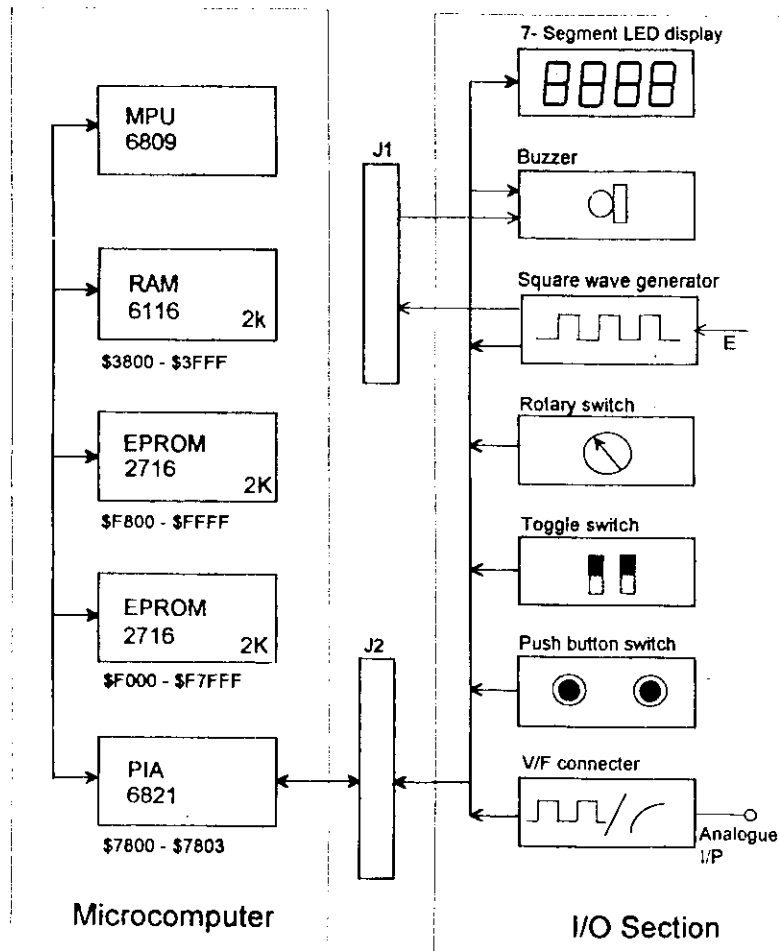 MPU
6809
RAM
6116
2k
$3800 - $3FFF
EPROM
2716
2K
$F800 - $FFFF
EPROM
2716
2K
$F000 - $F7FFF
PIA
6821
$7800 - $7803
Microcomputer
J1
J2
7- Segment LED display
8888
Buzzer
Square wave generator
E
Rotary switch
Toggle switch
Push button switch
V/F connecter
Analogue
I/P
I/O Section